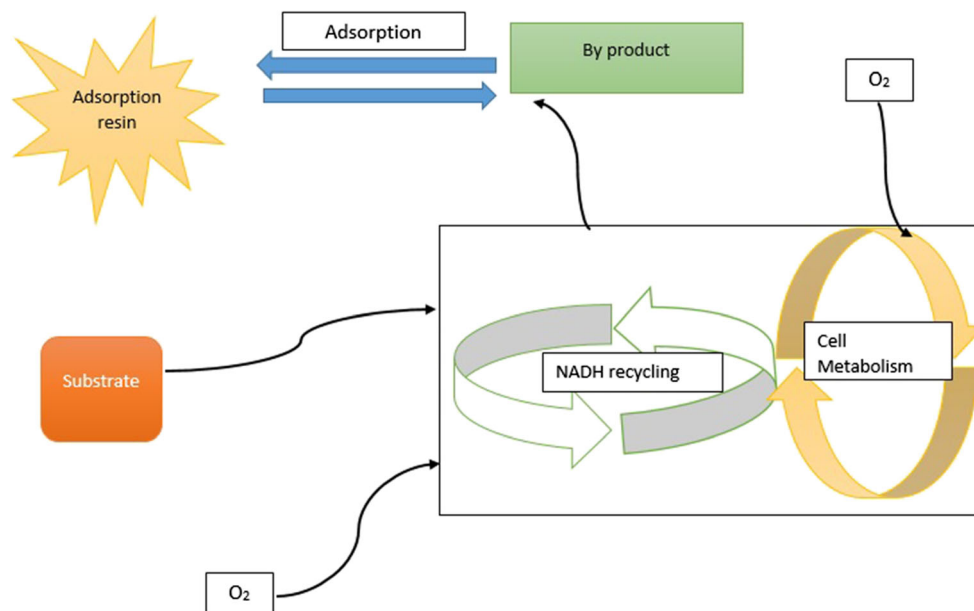 Adsorption
By product
O₂
Adsorption
resin
Cell
Metabolism
NADH recycling
Substrate
O₂